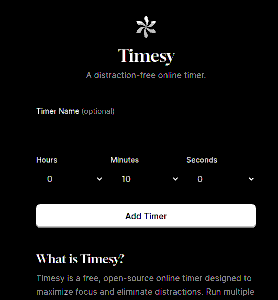 Timesy
A distraction-free online timer.
Timer Name (optional)
Hours Minutes Seconds
0 10 0
Add Timer
What is Timesy?
Timesy is a free, open-source online timer designed to
maximize focus and eliminate distractions. Run multiple